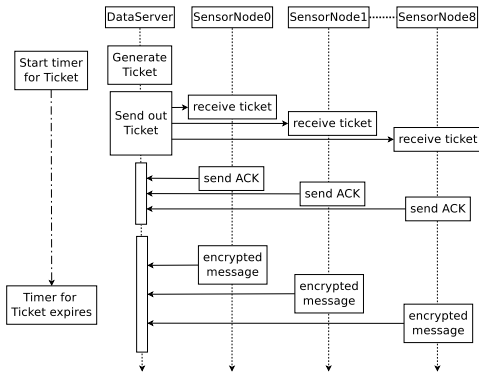 DataServer
SensorNode0
SensorNode1
SensorNode8
Generate
Ticket
Start timer
for Ticket
Send out
Ticket
receive ticket
receive ticket
receive ticket
send ACK
send ACK
send ACK
encrypted
message
encrypted
message
encrypted
message
Timer for
Ticket expires